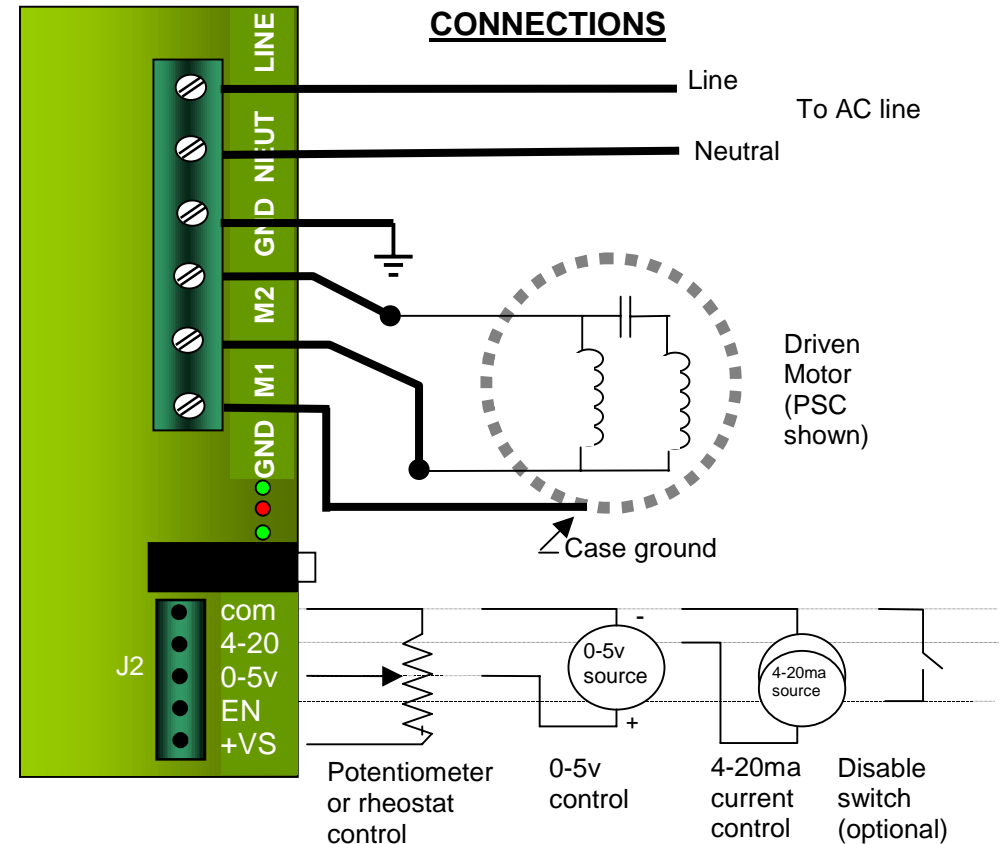 CONNECTIONS
LINE
NEUT
GND
M2
M1
GND
Line
To AC line
Neutral
Driven
Motor
(PSC
shown)
Case ground
J2
com
4-20
0-5v
EN
+VS
-
0-5v
source
+
4-20ma
source
Potentiometer
or rheostat
control
0-5v
control
4-20ma
current
control
Disable
switch
(optional)